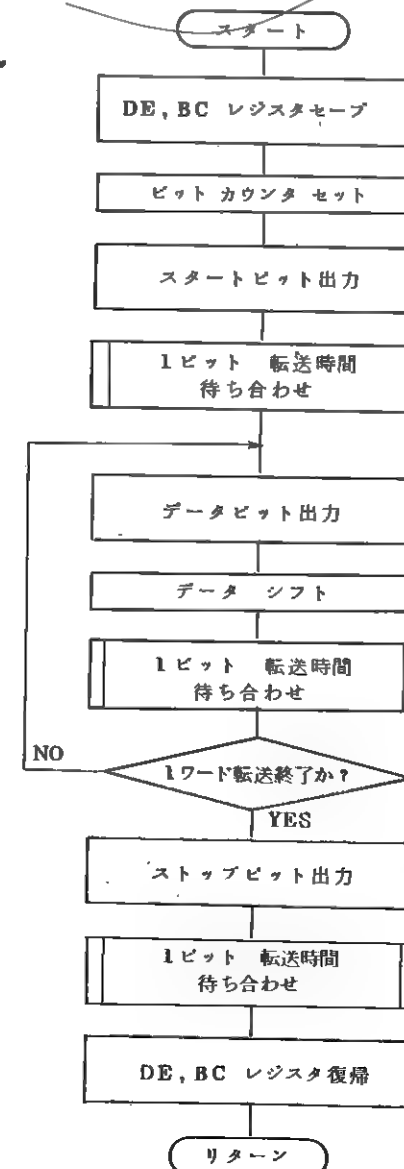 スタート
DE, BC レジスタセーブ
ビット カウンタ セット
スタートビット出力
1ビット 転送時間
待ち合わせ
データビット出力
データ シフト
1ビット 転送時間
待ち合わせ
NO
1ワード転送終了か?
YES
ストップビット出力
1ビット 転送時間
待ち合わせ
DE, BC レジスタ復帰
リターン